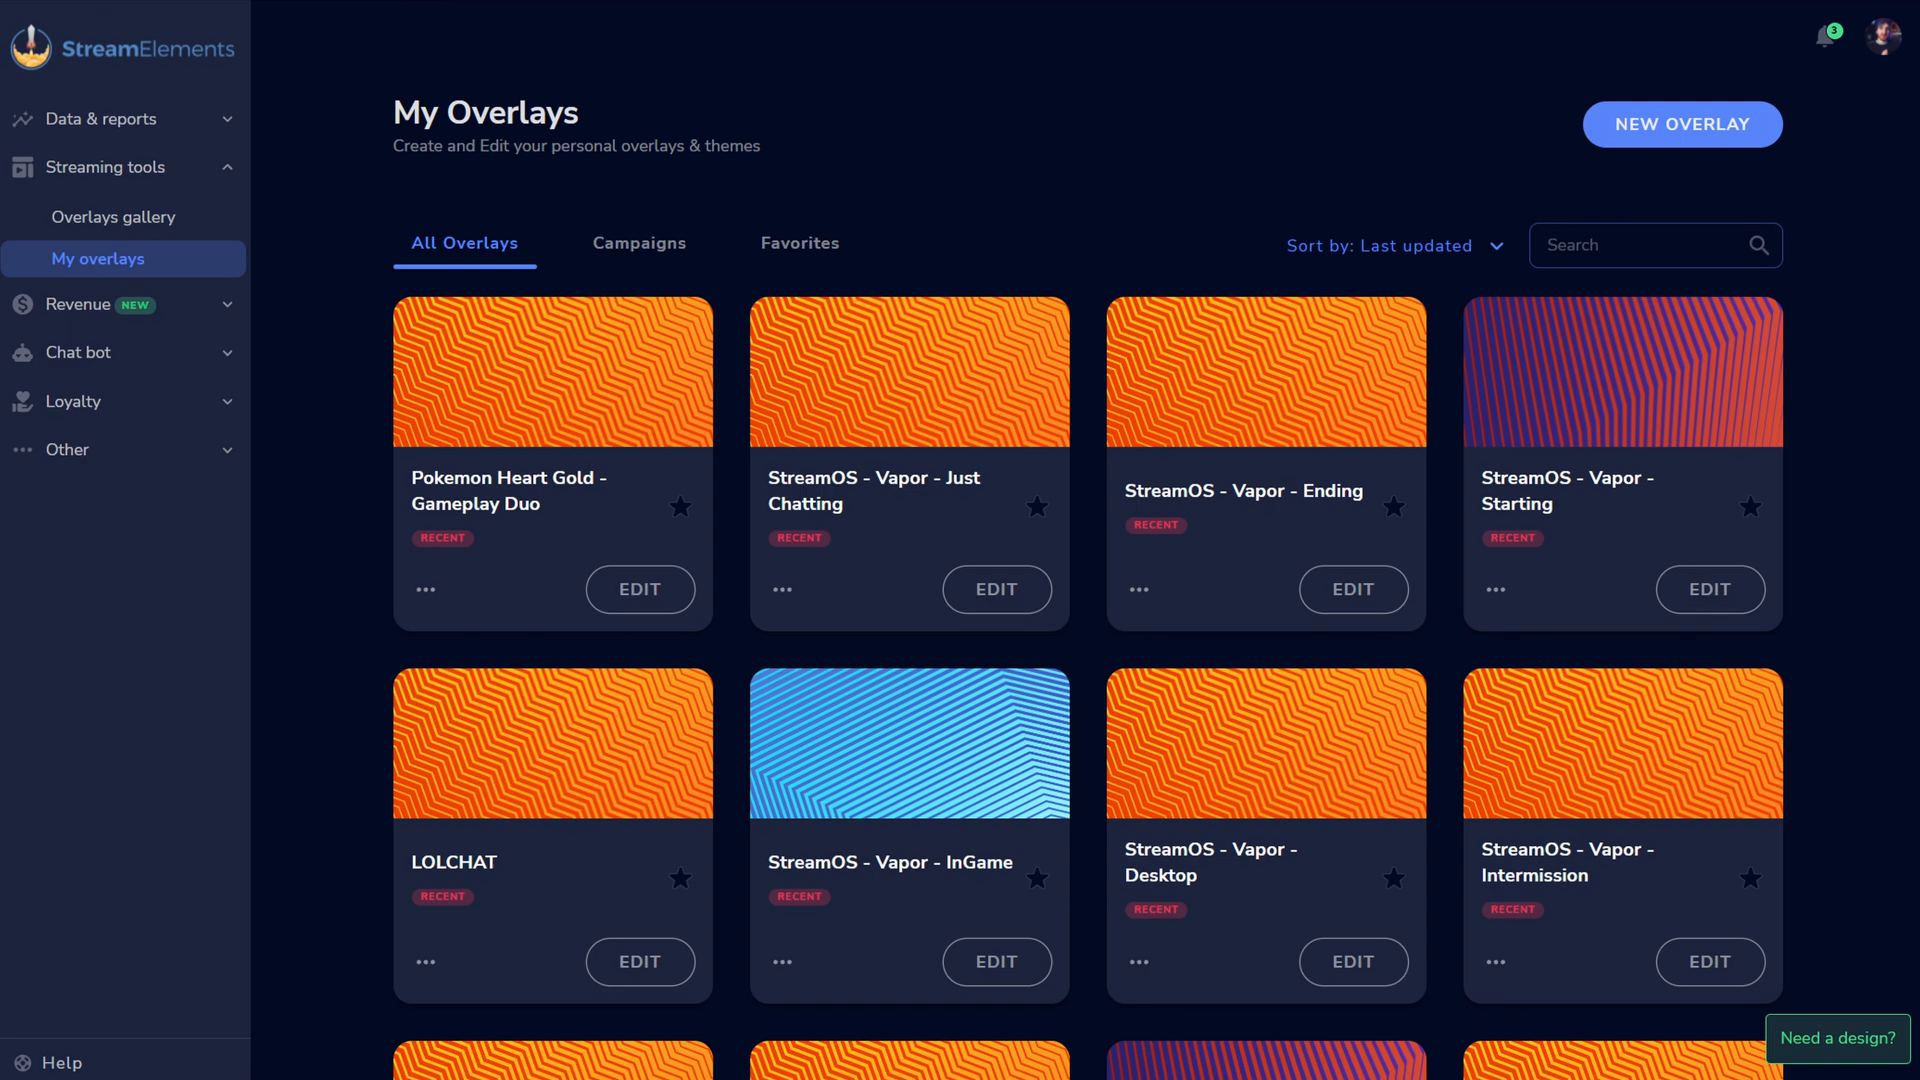 StreamElements
3
Data & reports
Streaming tools
Overlays gallery
My overlays
Revenue NEW
Chat bot
Loyalty
Other
Help
My Overlays
Create and Edit your personal overlays & themes
NEW OVERLAY
All Overlays
Campaigns
Favorites
Sort by: Last updated
Search
Pokemon Heart Gold -
Gameplay Duo
RECENT
EDIT
StreamOS - Vapor - Just
Chatting
RECENT
EDIT
StreamOS - Vapor - Ending
RECENT
EDIT
StreamOS - Vapor -
Starting
RECENT
EDIT
LOLCHAT
RECENT
EDIT
StreamOS - Vapor - InGame
RECENT
EDIT
StreamOS - Vapor -
Desktop
RECENT
EDIT
StreamOS - Vapor -
Intermission
RECENT
EDIT
Need a design?